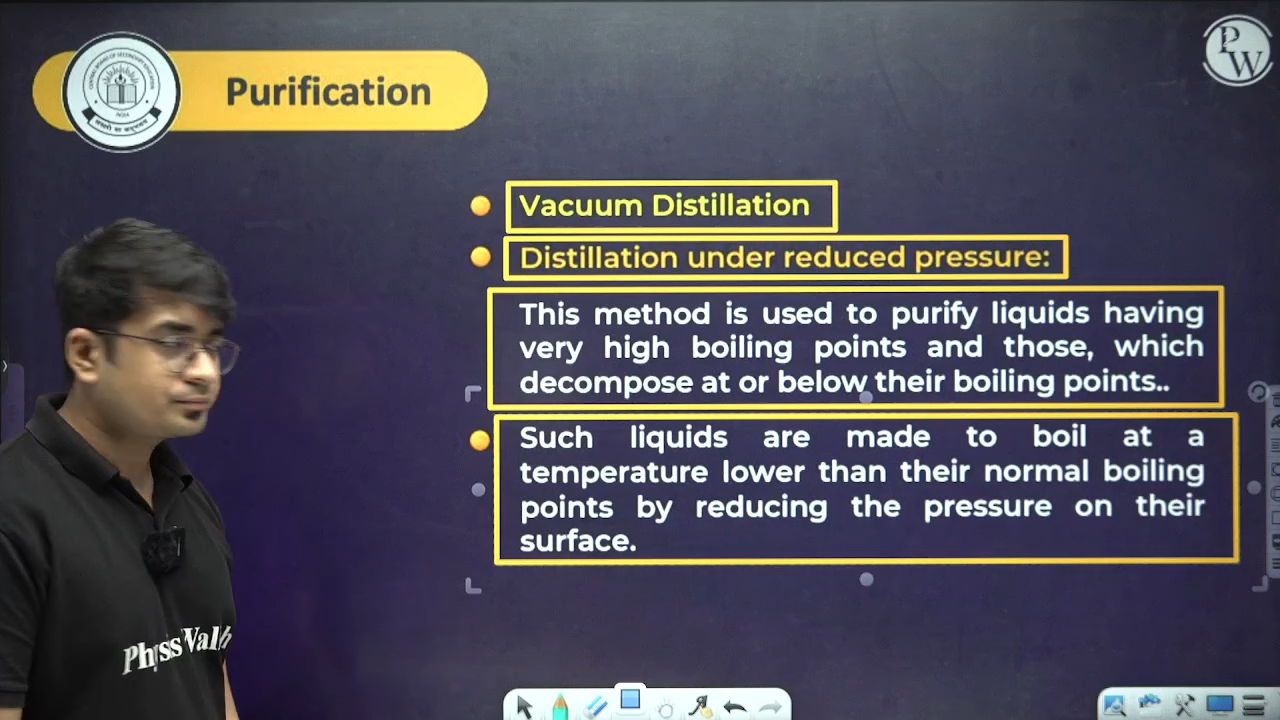 Purification
PW
Vacuum Distillation
Distillation under reduced pressure:
This method is used to purify liquids having
very high boiling points and those, which
decompose at or below their boiling points..
Such liquids are made to boil at a
temperature lower than their normal boiling
points by reducing the pressure on their
surface.
INDIA